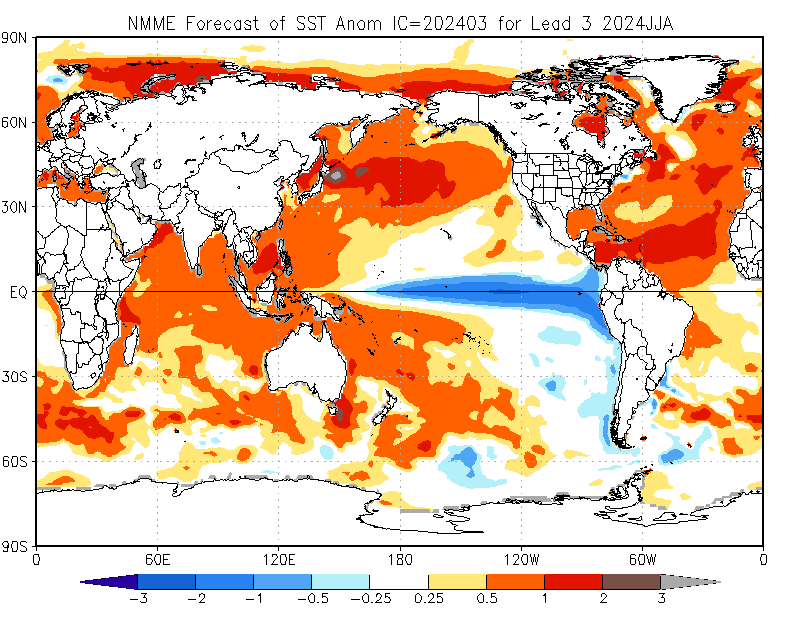 NMME Forecast of SST Anom IC=202403 for Lead 3 2024JJA
90N
60N
30N
EQ
30S
60S
90S
0 60E 120E 180 120W 60W 0
-3 -2 -1 -0.5 -0.25 0.25 0.5 1 2 3